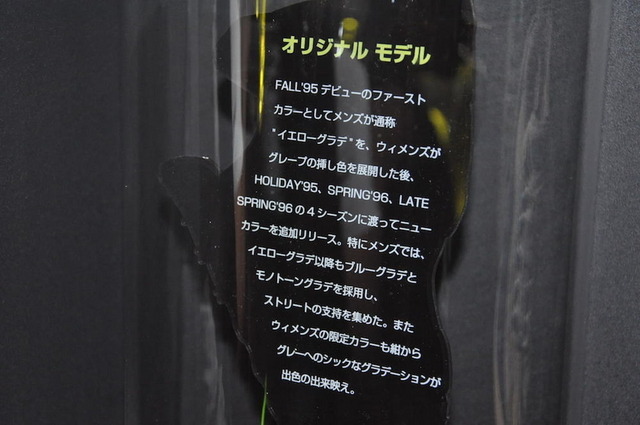 オリジナル モデル
FALL'95 デビューのファースト
カラーとしてメンズが通称
"イエローグラデ"を、ウィメンズが
グレープの挿し色を展開した後、
HOLIDAY'95、SPRING'96、LATE
SPRING'96の4シーズンに渡ってニュー
カラーを追加リリース。特にメンズでは、
イエローグラデ以降もブルーグラデと
モノトーングラデを採用し、
ストリートの支持を集めた。また
ウィメンズの限定カラーも紺から
グレーへのシックなグラデーションが
出色の出来映え。